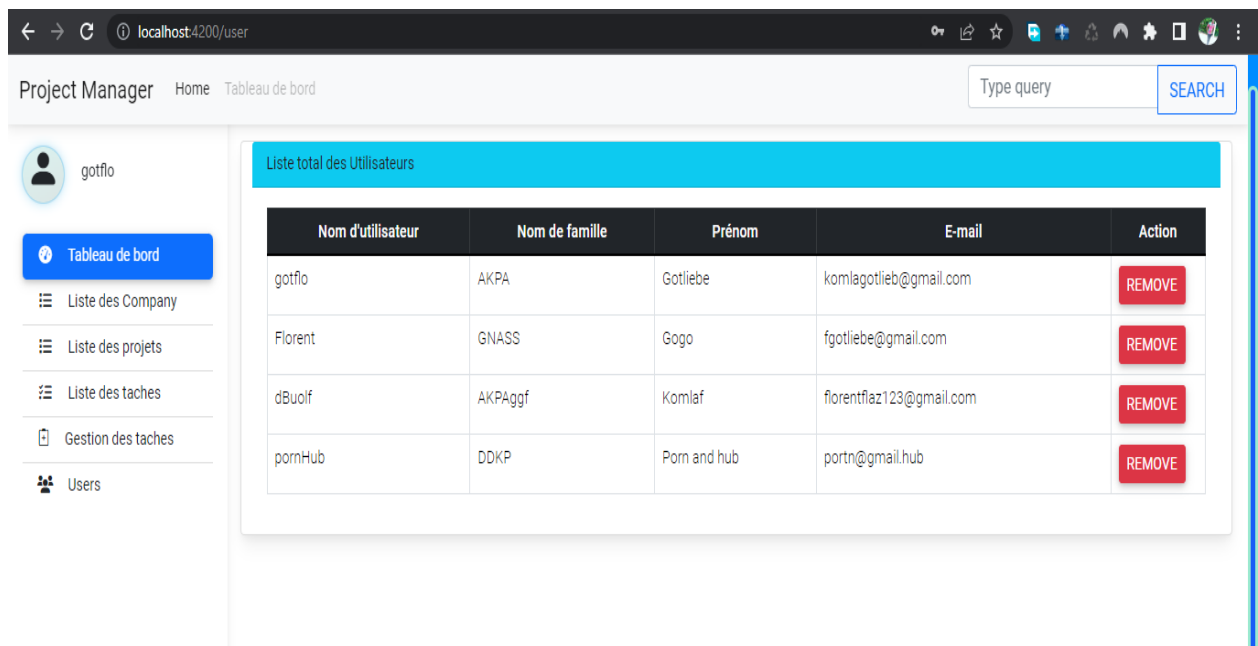 localhost:4200/user
Project Manager Home Tableau de bord Type query SEARCH
gotflo
Tableau de bord
Liste des Company
Liste des projets
Liste des taches
Gestion des taches
Users
Liste total des Utilisateurs
Nom d'utilisateur Nom de famille Prénom E-mail Action
gotflo AKPA Gotliebe komlagotlieb@gmail.com REMOVE
Florent GNASS Gogo fgotliebe@gmail.com REMOVE
dBuolf AKPAggf Komlaf florentflaz123@gmail.com REMOVE
pornHub DDKP Porn and hub portn@gmail.hub REMOVE